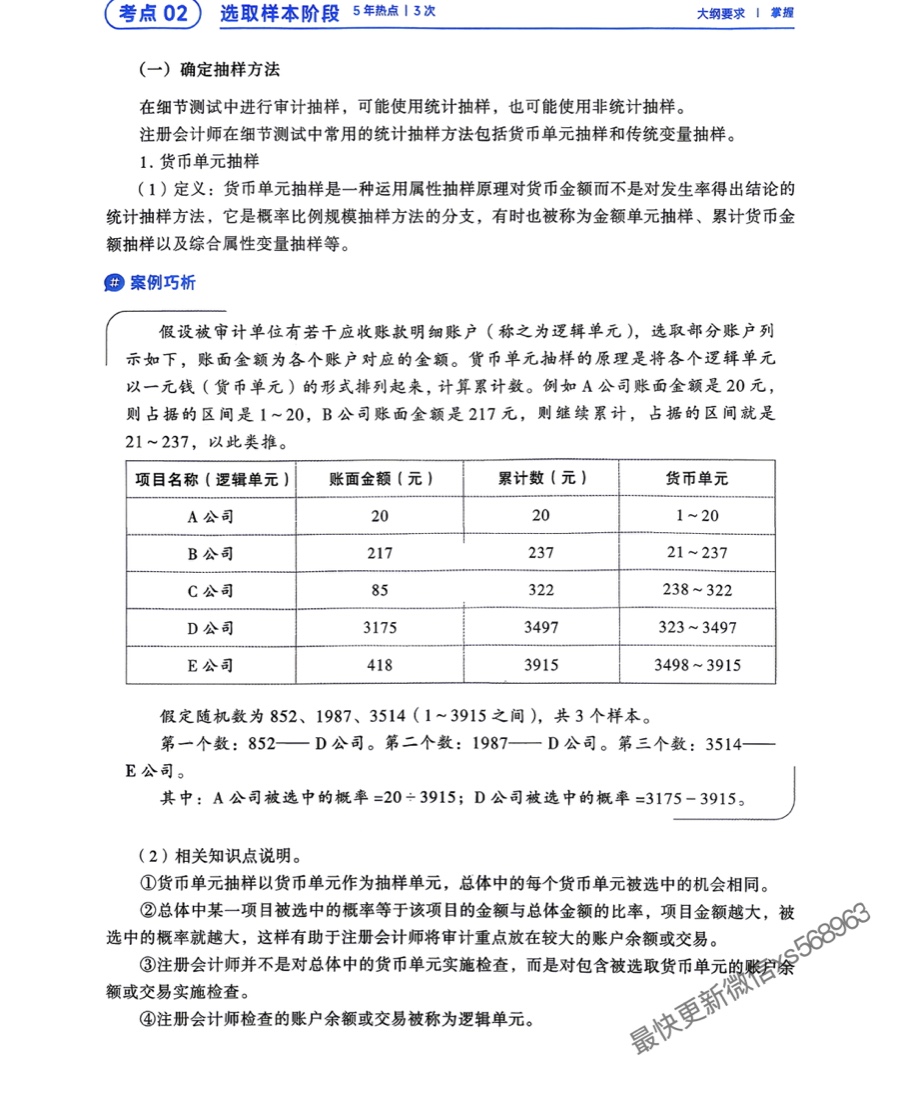 考点 02 选取样本阶段 5年热点 | 3次 大纲要求 | 掌握
（一）确定抽样方法
在细节测试中进行审计抽样，可能使用统计抽样，也可能使用非统计抽样。
注册会计师在细节测试中常用的统计抽样方法包括货币单元抽样和传统变量抽样。
1. 货币单元抽样
（1）定义：货币单元抽样是一种运用属性抽样原理对货币金额而不是对发生率得出结论的
统计抽样方法，它是概率比例规模抽样方法的分支，有时也被称为金额单元抽样、累计货币金
额抽样以及综合属性变量抽样等。
# 案例巧析
假设被审计单位有若干应收账款明细账户（称之为逻辑单元），选取部分账户列
示如下，账面金额为各个账户对应的金额。货币单元抽样的原理是将各个逻辑单元
以一元钱（货币单元）的形式排列起来，计算累计数。例如 A 公司账面金额是 20 元，
则占据的区间是 1~20，B 公司账面金额是 217 元，则继续累计，占据的区间就是
21~237，以此类推。
项目名称（逻辑单元） 账面金额（元） 累计数（元） 货币单元
A 公司 20 20 1~20
B 公司 217 237 21~237
C 公司 85 322 238~322
D 公司 3175 3497 323~3497
E 公司 418 3915 3498~3915
假定随机数为 852、1987、3514（1~3915 之间），共 3 个样本。
第一个数：852—— D 公司。第二个数：1987—— D 公司。第三个数：3514——
E 公司。
其中：A 公司被选中的概率 =20÷3915；D 公司被选中的概率 =3175-3915。
（2）相关知识点说明。
①货币单元抽样以货币单元作为抽样单元，总体中的每个货币单元被选中的机会相同。
②总体中某一项目被选中的概率等于该项目的金额与总体金额的比率，项目金额越大，被
选中的概率就越大，这样有助于注册会计师将审计重点放在较大的账户余额或交易。
③注册会计师并不是对总体中的货币单元实施检查，而是对包含被选取货币单元的账户余
额或交易实施检查。
④注册会计师检查的账户余额或交易被称为逻辑单元。
最快更新微信xs568963